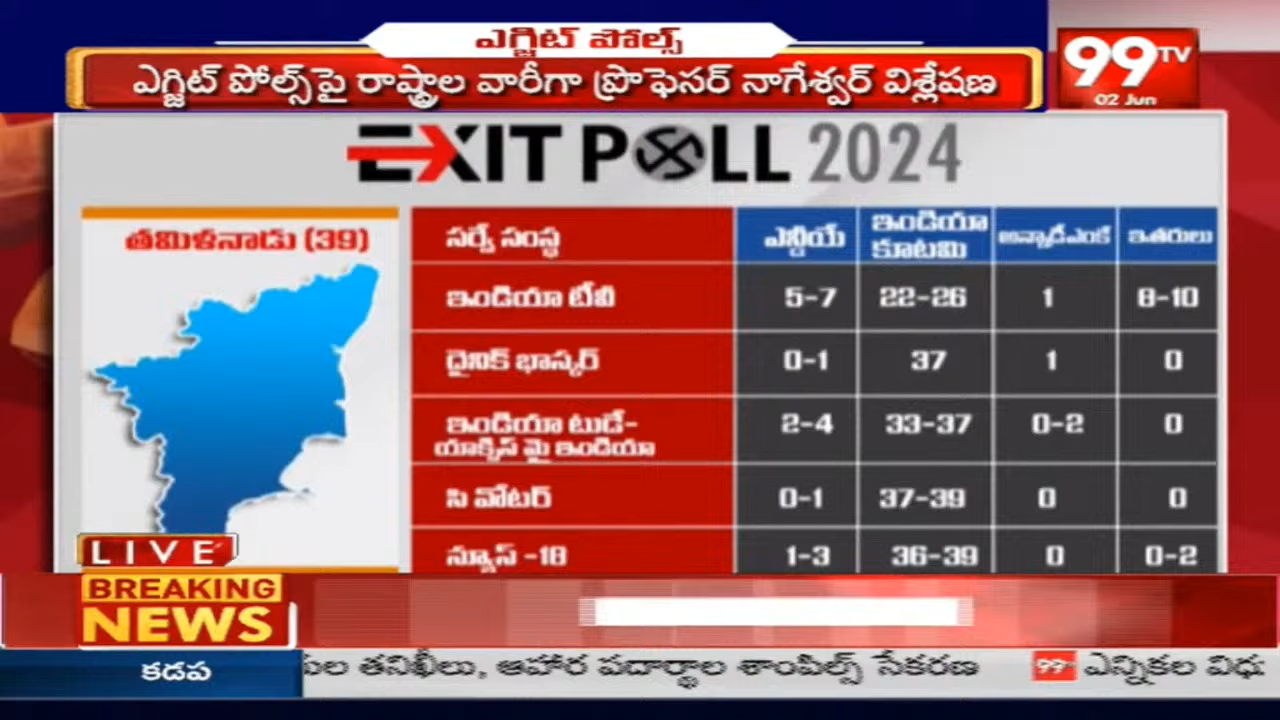 ఎగ్జిట్ పోల్స్
ఎగ్జిట్ పోల్స్‌పై రాష్ట్రాల వారీగా ప్రొఫెసర్ నాగేశ్వర్ విశ్లేషణ
99TV
02 Jun
EXIT POLL 2024
తమిళనాడు (39)
సర్వే సంస్థ ఎన్డీయే ఇండియా కూటమి అన్నాడీఎంకే ఇతరులు
ఇండియా టీవీ 5-7 22-26 1 8-10
దైనిక్ భాస్కర్ 0-1 37 1 0
ఇండియా టుడే-
యాక్సిస్ మై ఇండియా 2-4 33-37 0-2 0
సి వోటర్ 0-1 37-39 0 0
న్యూస్ -18 1-3 36-39 0 0-2
LIVE
BREAKING
NEWS
కడప
తనిఖీలు, ఆహార పదార్థాల శాంపిల్స్ సేకరణ 99 ఎన్నికల